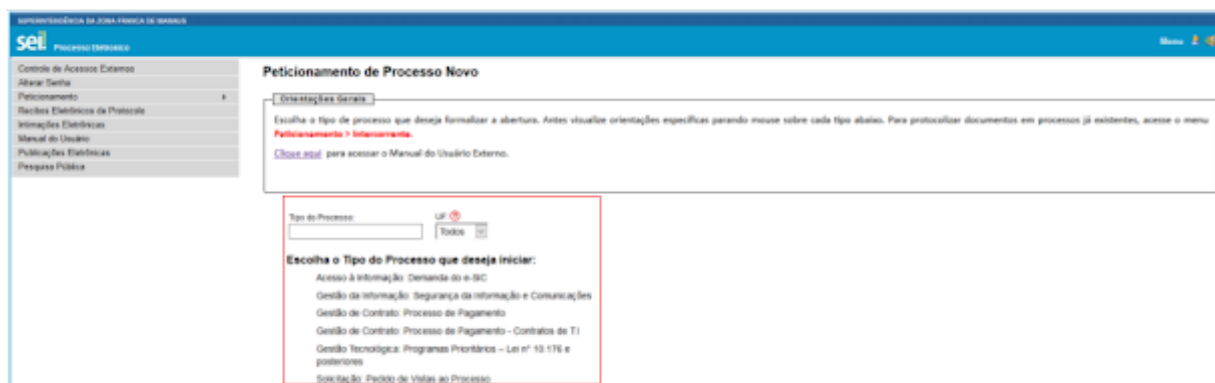 SUPERINTENDÊNCIA DA ZONA FRANCA DE MANAUS
sei! Processo Eletrônico
Menu
Controle de Acessos Externos
Alterar Senha
Peticionamento
Recibos Eletrônicos de Protocolo
Intimações Eletrônicas
Manual do Usuário
Publicações Eletrônicas
Pesquisa Pública
Peticionamento de Processo Novo
Orientações Gerais
Escolha o tipo de processo que deseja formalizar a abertura. Antes visualize orientações específicas parando mouse sobre cada tipo abaixo. Para protocolizar documentos em processos já existentes, acesse o menu
Peticionamento > Intercorrente.
Clique aqui para acessar o Manual do Usuário Externo.
Tipo do Processo:
UF:
Todos
Escolha o Tipo do Processo que deseja iniciar:
Acesso à Informação: Demanda do e-SIC
Gestão da Informação: Segurança da Informação e Comunicações
Gestão de Contrato: Processo de Pagamento
Gestão de Contrato: Processo de Pagamento - Contratos de T.I
Gestão Tecnológica: Programas Prioritários – Lei nº 10.176 e
posteriores
Solicitação: Pedido de Vistas ao Processo